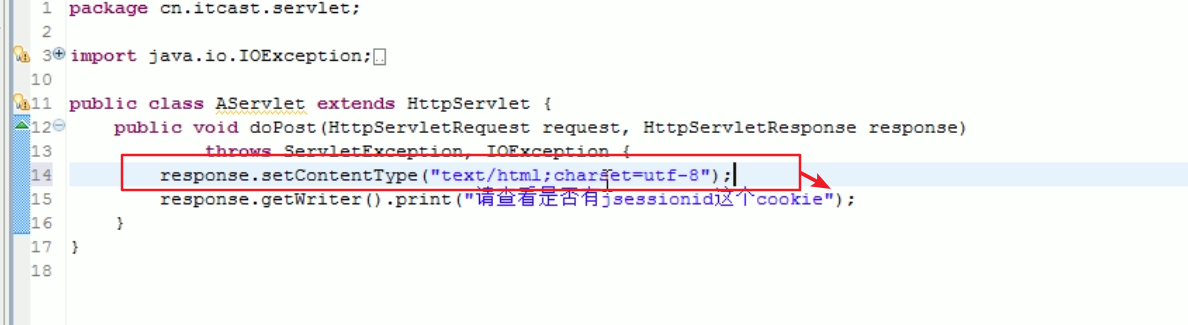 1 package cn.itcast.servlet;
2
3 import java.io.IOException;
10
11 public class AServlet extends HttpServlet {
12 public void doPost(HttpServletRequest request, HttpServletResponse response)
13 throws ServletException, IOException {
14 response.setContentType("text/html;charset=utf-8");
15 response.getWriter().print("请查看是否有jsessionid这个cookie");
16 }
17 }
18